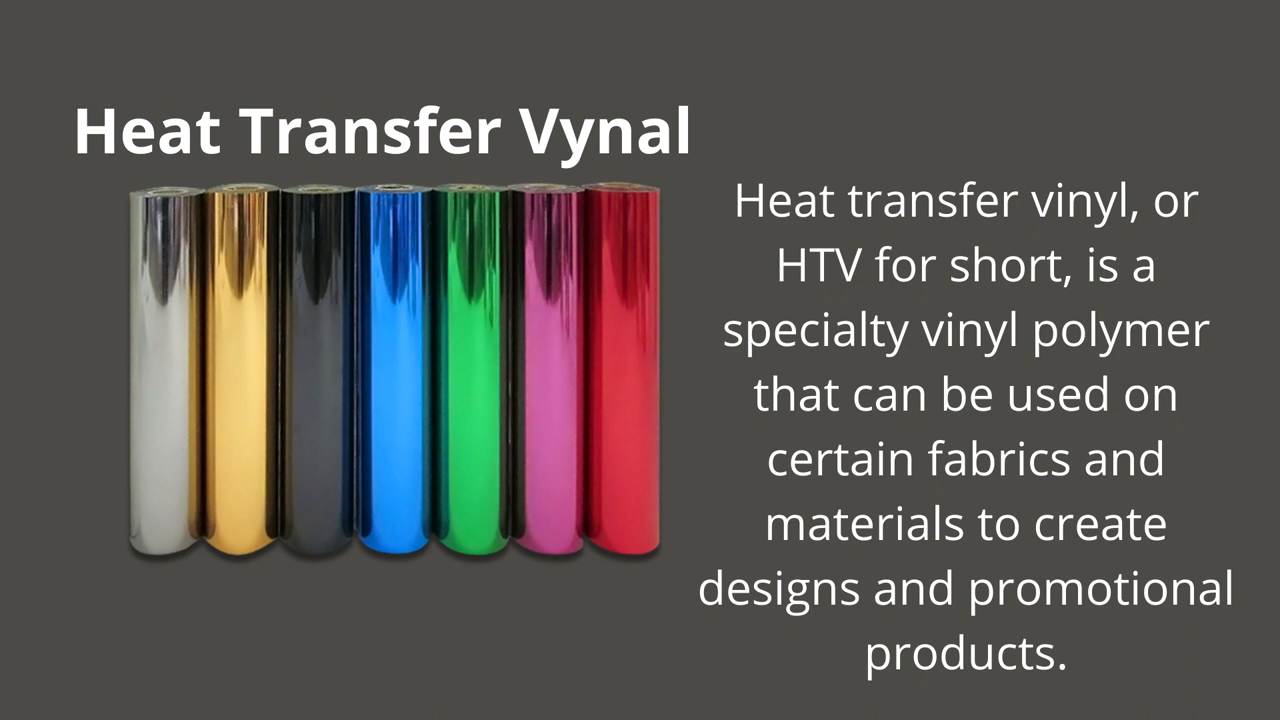 Heat Transfer Vynal
Heat transfer vinyl, or
HTV for short, is a
specialty vinyl polymer
that can be used on
certain fabrics and
materials to create
designs and promotional
products.